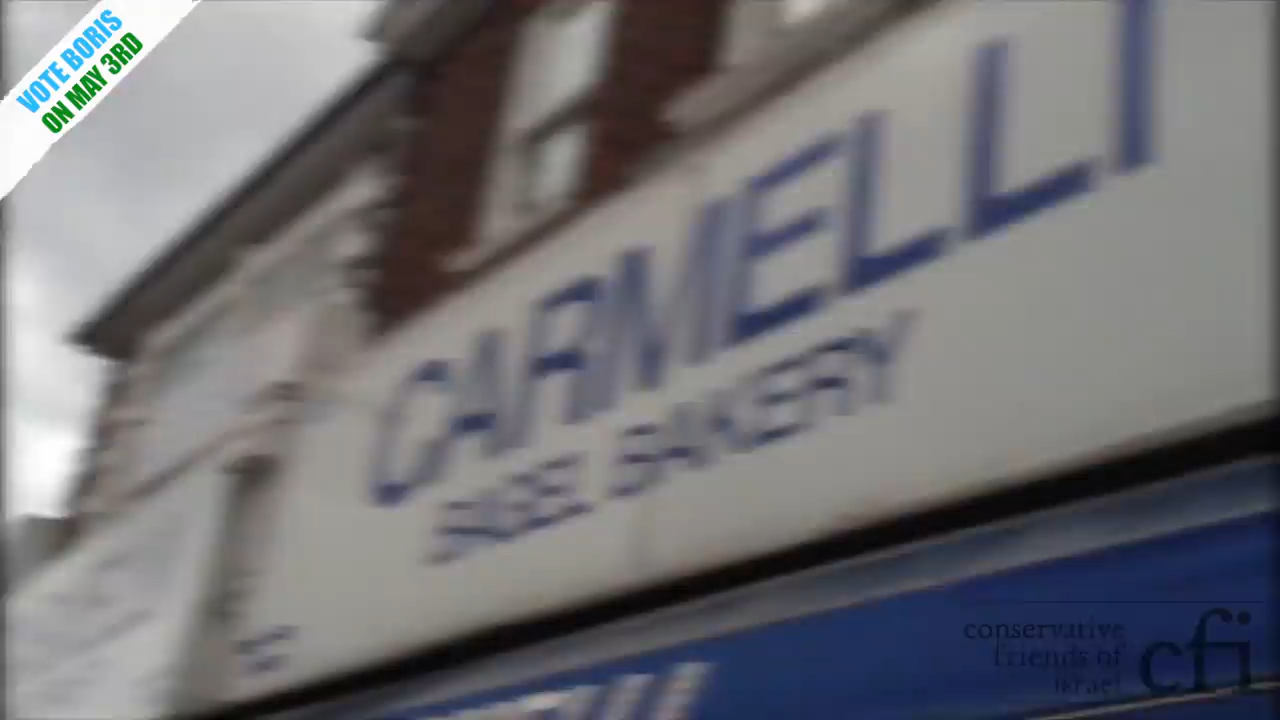 VOTE BORIS
ON MAY 3RD
CARMELLI
BAGEL BAKERY
conservative
friends of
israel
cfi